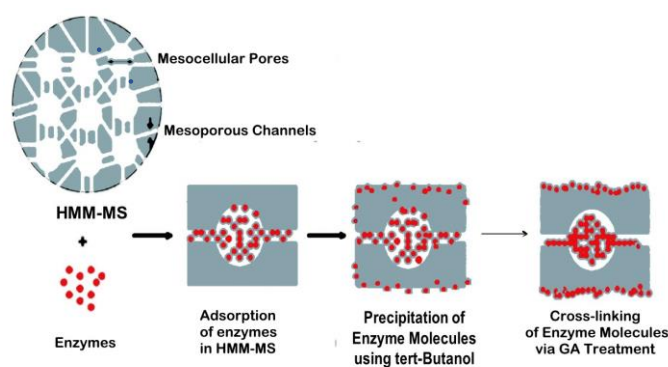 Mesocellular Pores
Mesoporous Channels
HMM-MS
+
Enzymes
Adsorption
of enzymes
in HMM-MS
Precipitation of
Enzyme Molecules
using tert-Butanol
Cross-linking
of Enzyme Molecules
via GA Treatment